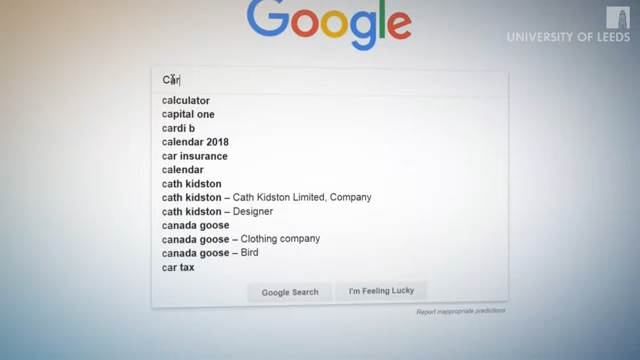 Google
UNIVERSITY OF LEEDS
Car
calculator
capital one
cardi b
calendar 2018
car insurance
calendar
cath kidston
cath kidston – Cath Kidston Limited, Company
cath kidston – Designer
canada goose
canada goose – Clothing company
canada goose – Bird
car tax
Google Search
I'm Feeling Lucky
Report inappropriate predictions